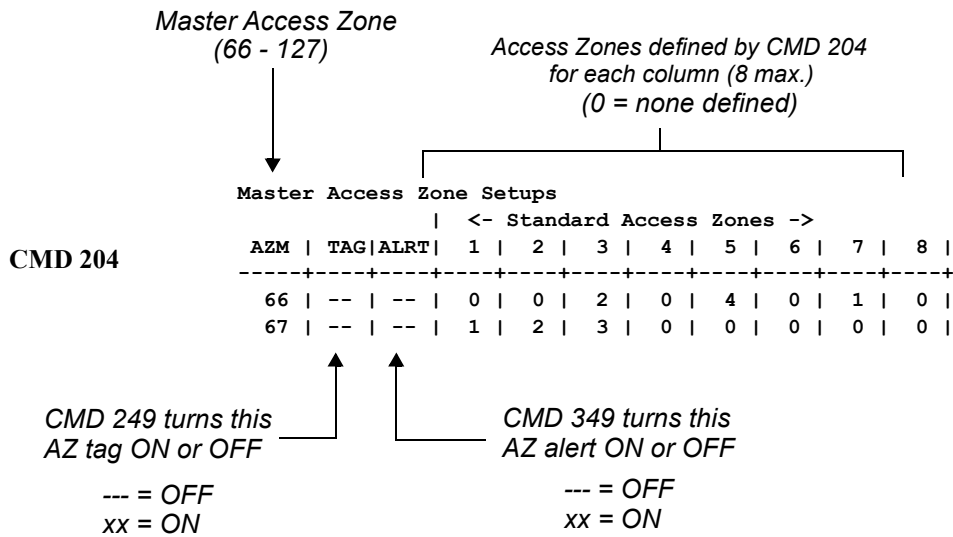 Master Access Zone
(66 - 127)
Access Zones defined by CMD 204
for each column (8 max.)
(0 = none defined)
Master Access Zone Setups
| <- Standard Access Zones ->
CMD 204
AZM | TAG|ALRT| 1 | 2 | 3 | 4 | 5 | 6 | 7 | 8 |
-----+----+----+----+----+----+----+----+----+----+----+
66 | -- | -- | 0 | 0 | 2 | 0 | 4 | 0 | 1 | 0 |
67 | -- | -- | 1 | 2 | 3 | 0 | 0 | 0 | 0 | 0 |
CMD 249 turns this
AZ tag ON or OFF
--- = OFF
xx = ON
CMD 349 turns this
AZ alert ON or OFF
--- = OFF
xx = ON